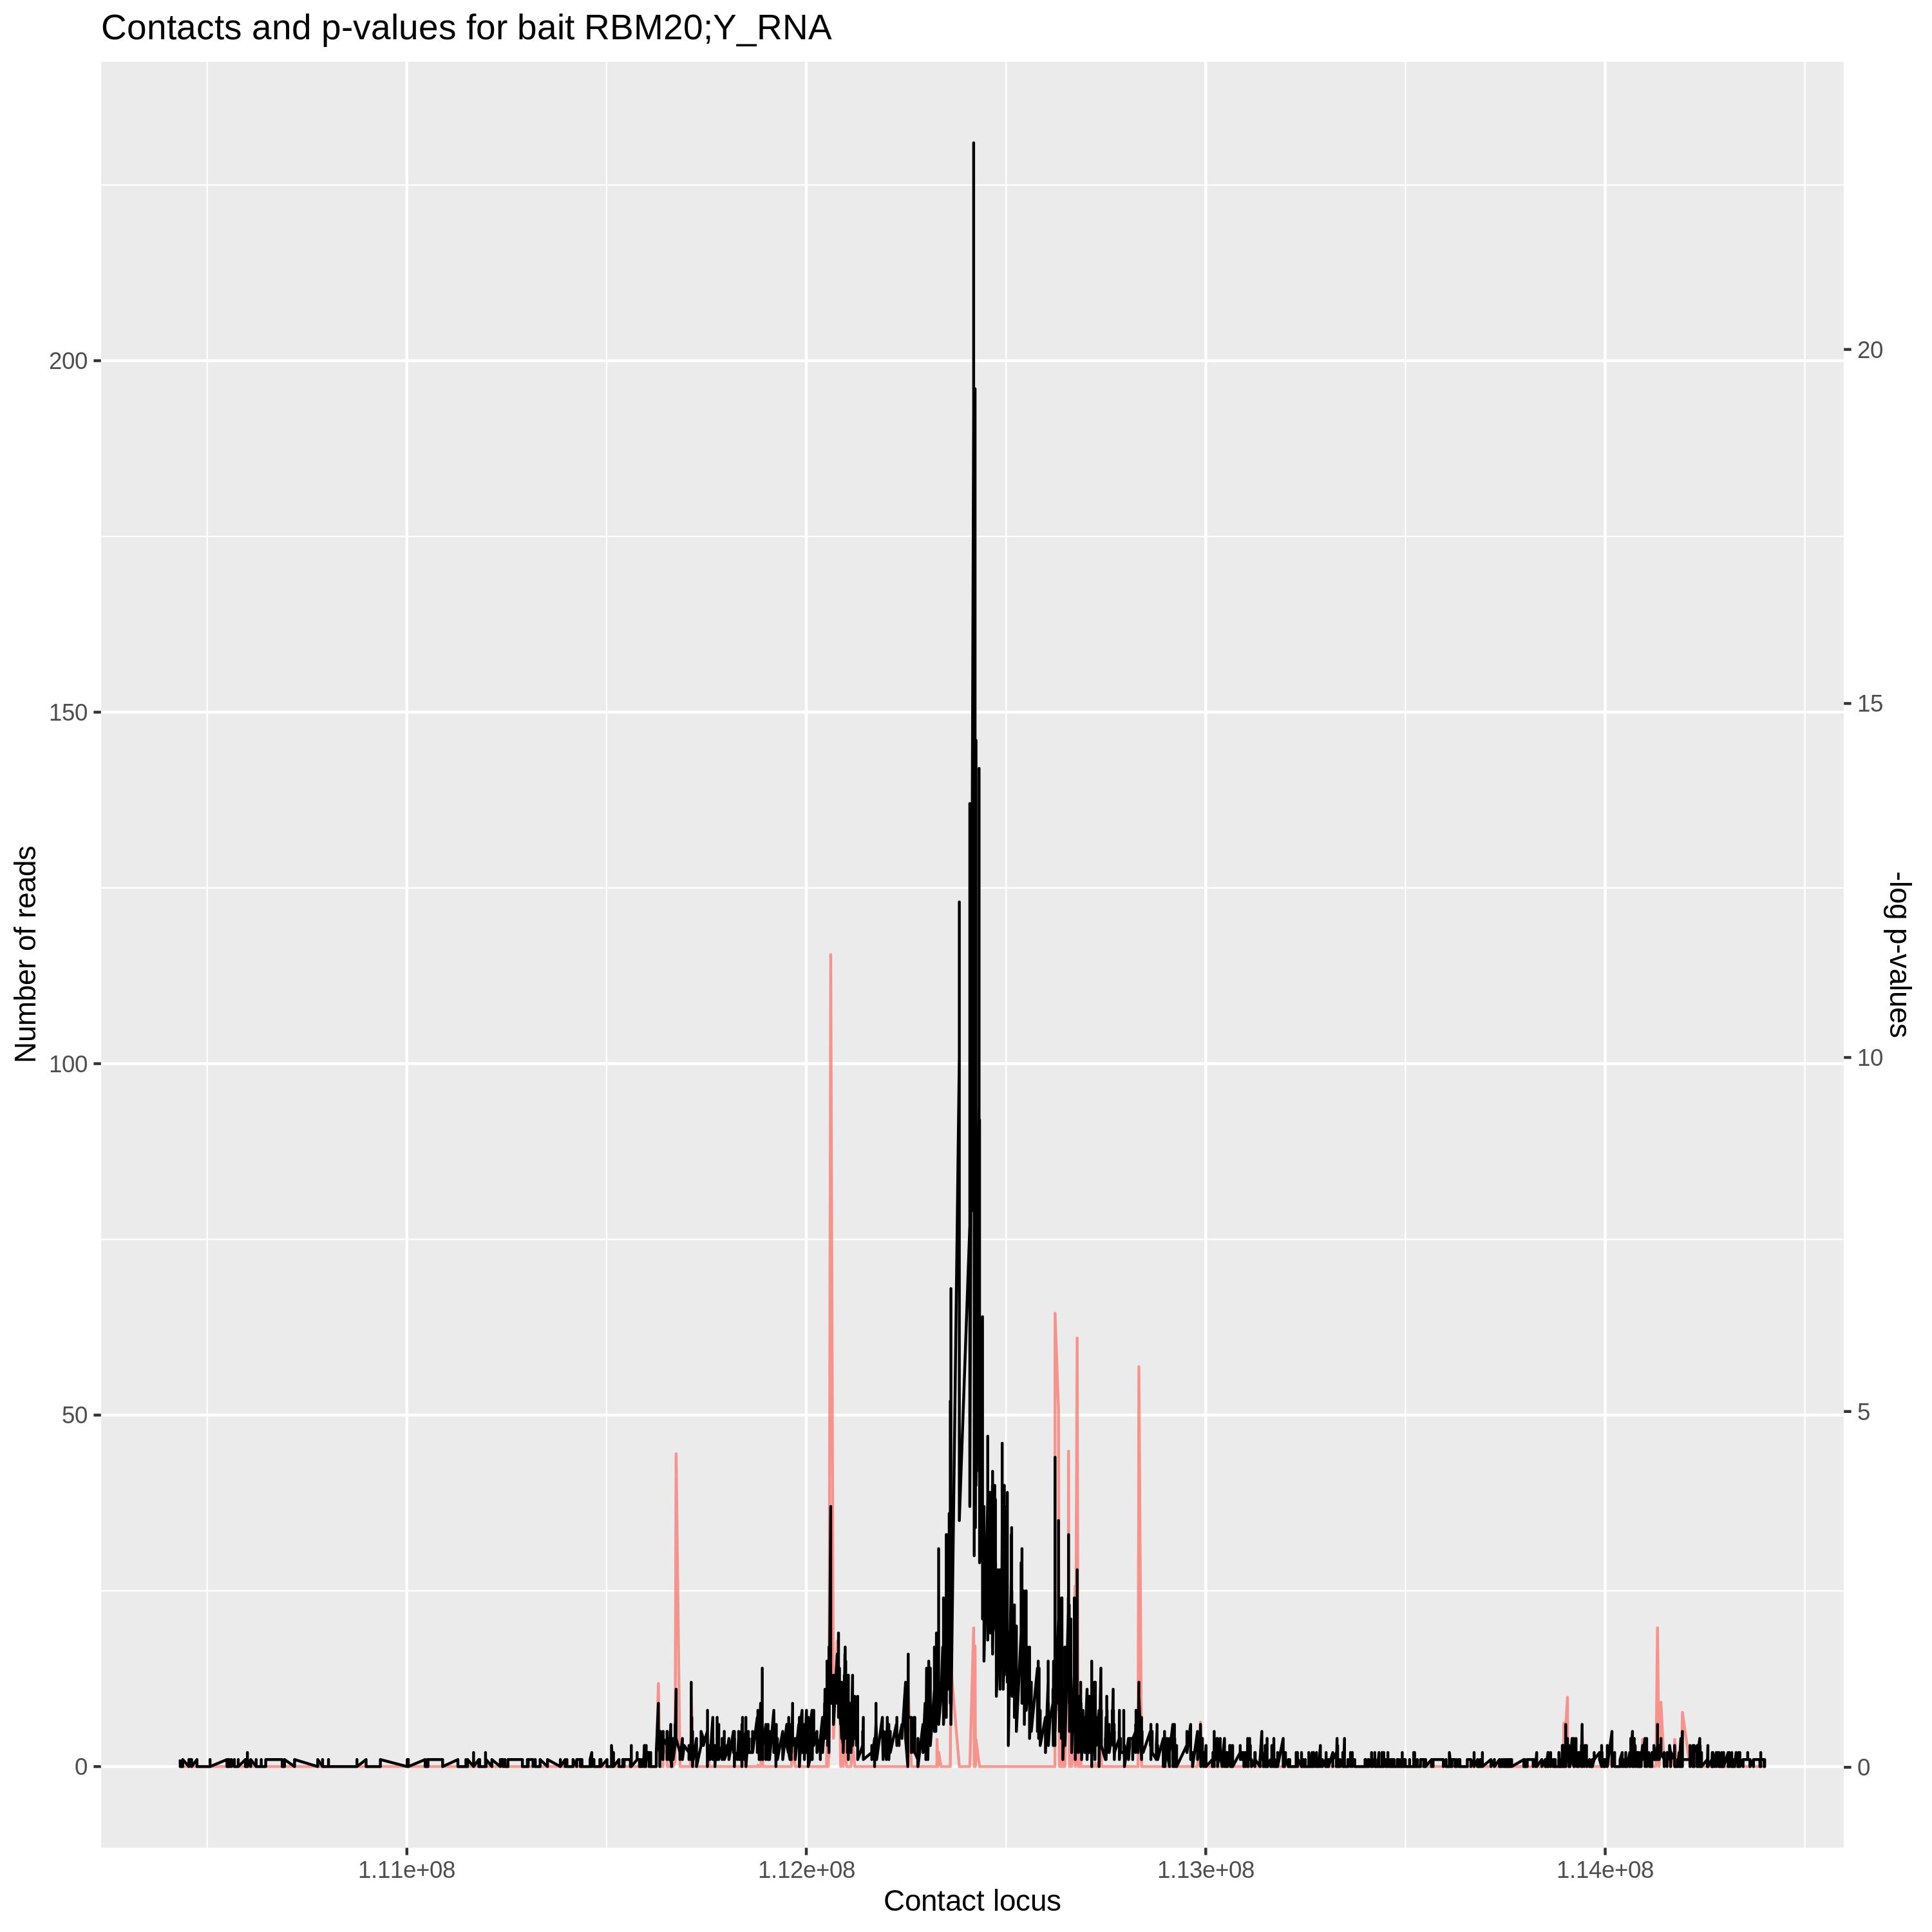 Contacts and p-values for bait RBM20;Y_RNA
Number of reads
200
150
100
50
0
20
15
10
5
0
-log p-values
1.11e+08 1.12e+08 1.13e+08 1.14e+08
Contact locus